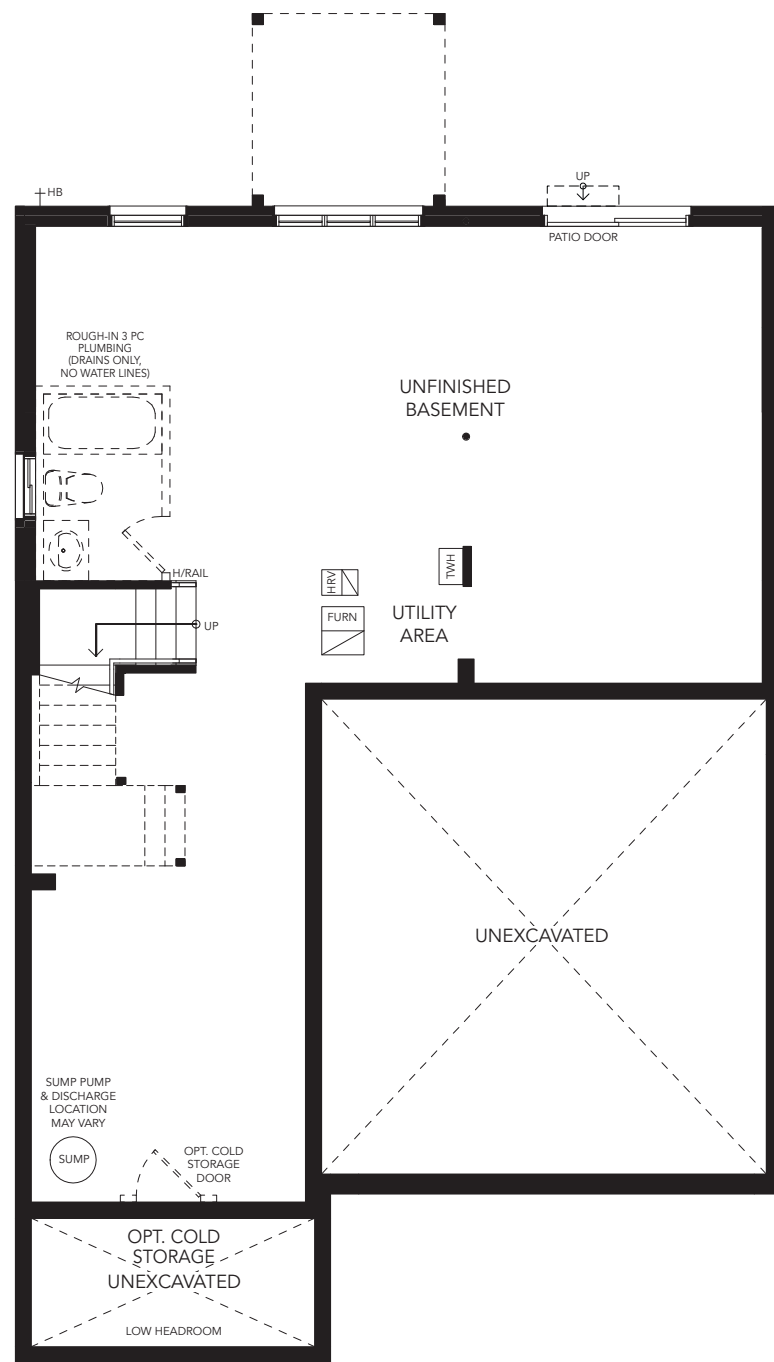 UP
HB
PATIO DOOR
ROUGH-IN 3 PC
PLUMBING
(DRAINS ONLY,
NO WATER LINES)
UNFINISHED
BASEMENT
H/RAIL
HRV
TWH
FURN
UTILITY
AREA
UP
UNEXCAVATED
SUMP PUMP
& DISCHARGE
LOCATION
MAY VARY
SUMP
OPT. COLD
STORAGE
DOOR
OPT. COLD
STORAGE
UNEXCAVATED
LOW HEADROOM